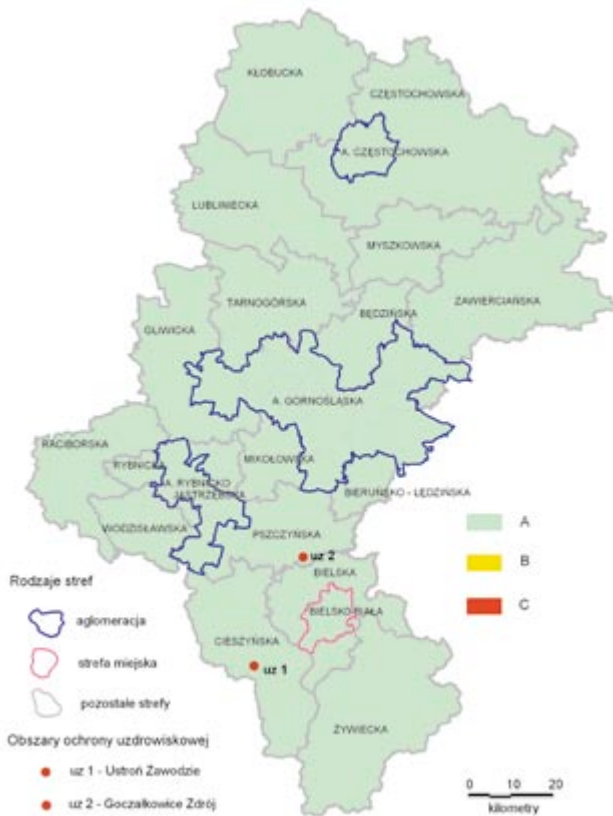 KŁOBUCKA
CZĘSTOCHOWSKA
A. CZĘSTOCHOWSKA
LUBLINIECKA
MYSZKOWSKA
ZAWIERCIAŃSKA
TARNOGÓRSKA
BĘDZIŃSKA
GLIWICKA
A. GÓRNOŚLĄSKA
RACIBORSKA
RYBNICKA
MIKOŁOWSKA
A. RYBNICKO
JASTRZĘBSKA
BIERUŃSKO - LĘDZIŃSKA
WODZISŁAWSKA
PSZCZYŃSKA
uz 2
BIELSKA
BIELSKO-BIAŁA
CIESZYŃSKA
uz 1
ŻYWIECKA
A
B
C
Rodzaje stref
aglomeracja
strefa miejska
pozostałe strefy
Obszary ochrony uzdrowiskowej
uz 1 - Ustroń Zawodzie
uz 2 - Goczałkowice Zdrój
0 10 20
kilometry